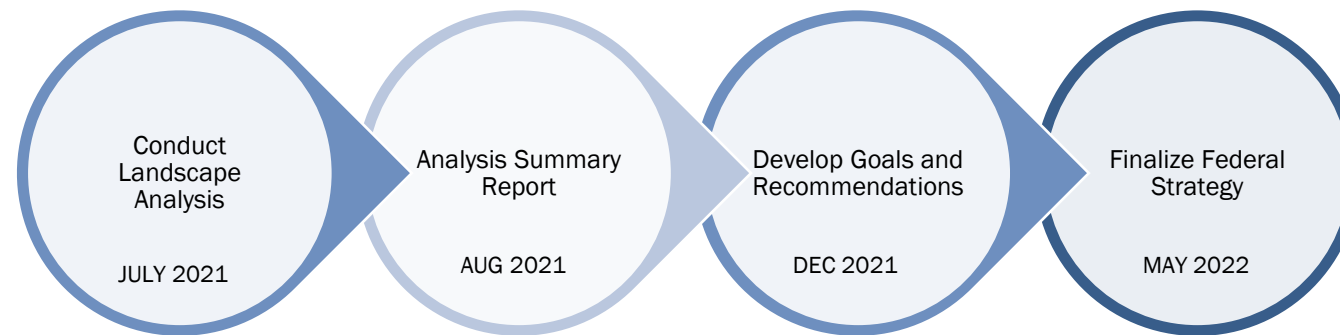 Conduct
Landscape
Analysis
JULY 2021
Analysis Summary
Report
AUG 2021
Develop Goals and
Recommendations
DEC 2021
Finalize Federal
Strategy
MAY 2022